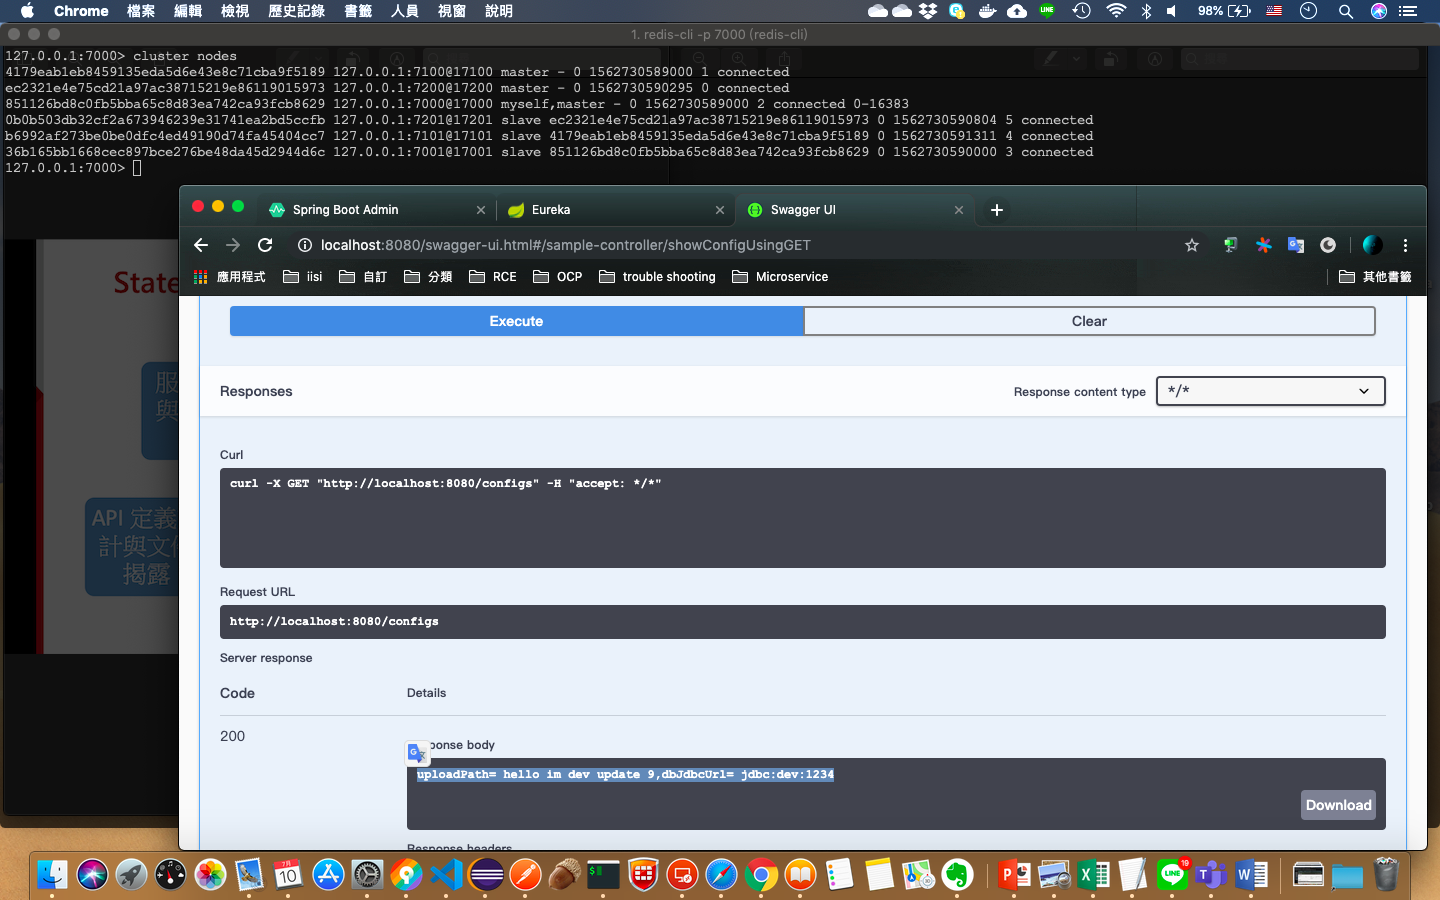 Chrome 檔案 編輯 檢視 歷史記錄 書籤 人員 視窗 說明 98%
1. redis-cli -p 7000 (redis-cli)
127.0.0.1:7000> cluster nodes
4179eab1eb8459135eda5d6e43e8c71cba9f5189 127.0.0.1:7100@17100 master - 0 1562730589000 1 connected
ec2321e4e75cd21a97ac38715219e86119015973 127.0.0.1:7200@17200 master - 0 1562730590295 0 connected
851126bd8c0fb5bba65c8d83ea742ca93fcb8629 127.0.0.1:7000@17000 myself,master - 0 1562730589000 2 connected 0-16383
0b0b503db32cf2a673946239e31741ea2bd5ccfb 127.0.0.1:7201@17201 slave ec2321e4e75cd21a97ac38715219e86119015973 0 1562730590804 5 connected
b6992af273be0be0dfc4ed49190d74fa45404cc7 127.0.0.1:7101@17101 slave 4179eab1eb8459135eda5d6e43e8c71cba9f5189 0 1562730591311 4 connected
36b165bb1668cec897bce276be48da45d2944d6c 127.0.0.1:7001@17001 slave 851126bd8c0fb5bba65c8d83ea742ca93fcb8629 0 1562730590000 3 connected
127.0.0.1:7000>
Spring Boot Admin Eureka Swagger UI
localhost:8080/swagger-ui.html#/sample-controller/showConfigUsingGET
應用程式 iisi 自訂 分類 RCE OCP trouble shooting Microservice 其他書籤
State
服
與
API 定義
計與文件
揭露
Execute Clear
Responses Response content type */*
Curl
curl -X GET "http://localhost:8080/configs" -H "accept: */*"
Request URL
http://localhost:8080/configs
Server response
Code Details
200
ponse body
uploadPath= hello im dev update 9,dbJdbcUrl= jdbc:dev:1234
Download
Response headers
7月
10
19